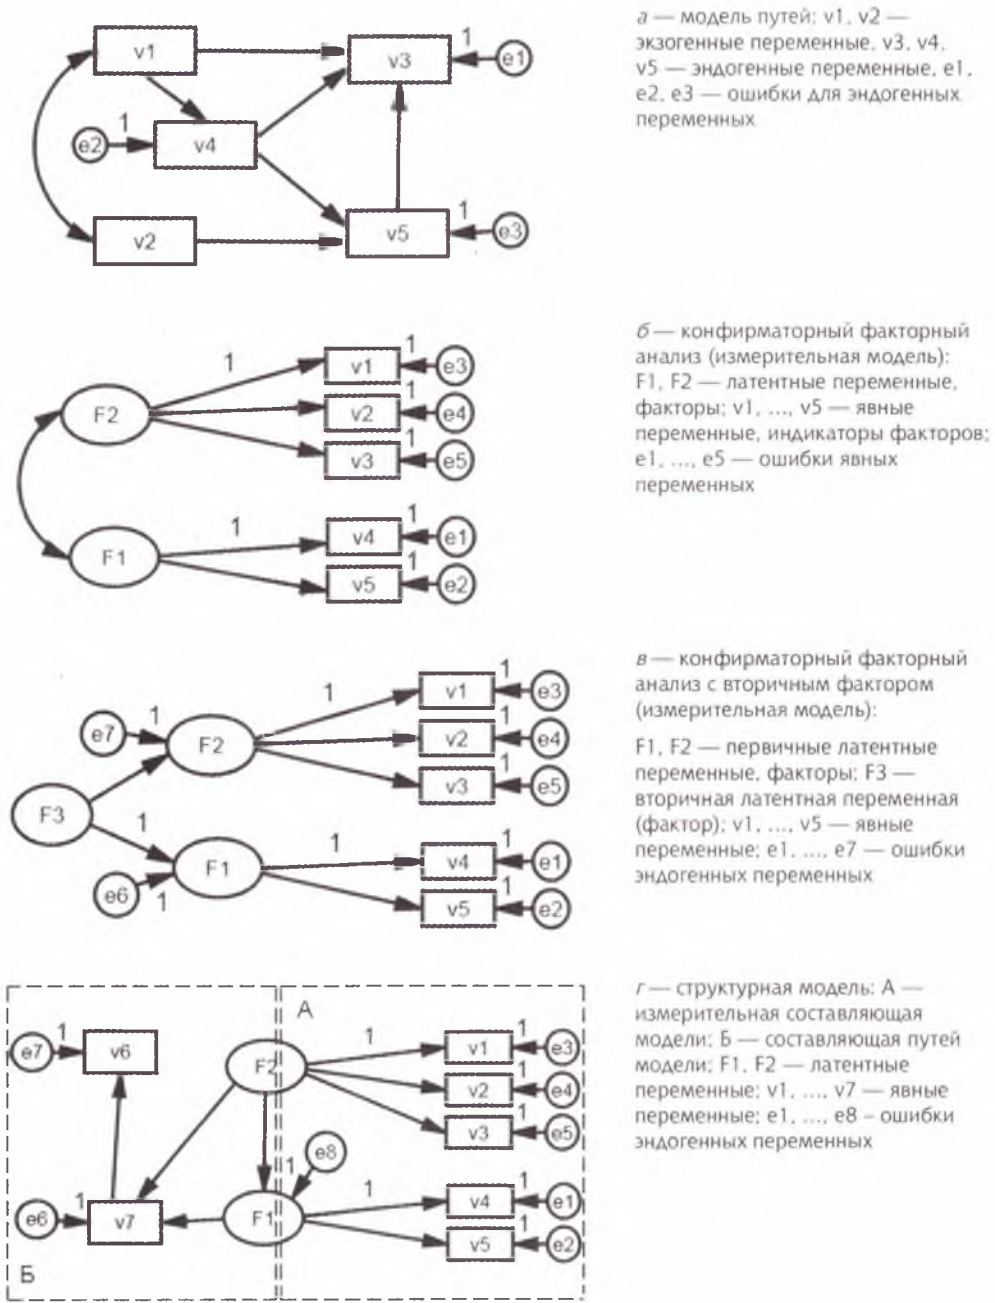 а — модель путей: v1, v2 —
экзогенные переменные, v3, v4,
v5 — эндогенные переменные, e1,
e2, e3 — ошибки для эндогенных
переменных
v1
v3
1
e1
e2
1
v4
v2
v5
1
e3
б — конфирматорный факторный
анализ (измерительная модель):
F1, F2 — латентные переменные,
факторы; v1, ..., v5 — явные
переменные, индикаторы факторов;
e1, ..., e5 — ошибки явных
переменных
F2
1
v1
1
e3
v2
1
e4
v3
1
e5
F1
1
v4
1
e1
v5
1
e2
в — конфирматорный факторный
анализ с вторичным фактором
(измерительная модель):
F1, F2 — первичные латентные
переменные, факторы; F3 —
вторичная латентная переменная
(фактор); v1, ..., v5 — явные
переменные; e1, ..., e7 — ошибки
эндогенных переменных
e7
1
F2
1
v1
1
e3
v2
1
e4
v3
1
e5
F3
1
F1
e6
1
1
v4
1
e1
v5
1
e2
г — структурная модель: А —
измерительная составляющая
модели; Б — составляющая путей
модели; F1, F2 — латентные
переменные; v1, ..., v7 — явные
переменные; e1, ..., e8 – ошибки
эндогенных переменных
А
e7
1
v6
F2
1
v1
1
e3
v2
1
e4
v3
1
e5
e8
1
e6
1
v7
F1
1
v4
1
e1
v5
1
e2
Б